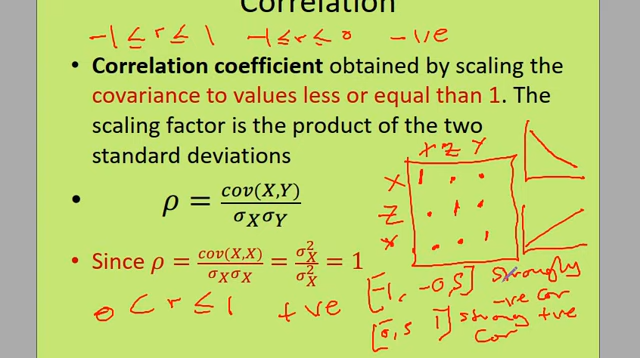 Correlation
-1 ≤ r ≤ 1 -1 ≤ r ≤ 0 -ve
• Correlation coefficient obtained by scaling the
covariance to values less or equal than 1. The
scaling factor is the product of the two
standard deviations
• ρ = cov(X,Y) / σXσY
• Since ρ = cov(X,X) / σXσX = σ²X / σ²X = 1
0 < r ≤ 1 +ve
X Z Y
X 1 . .
Z . 1 .
Y . . 1
[-1, -0,5] strongly
-ve cor
[0,5 1] strong +ve
cor